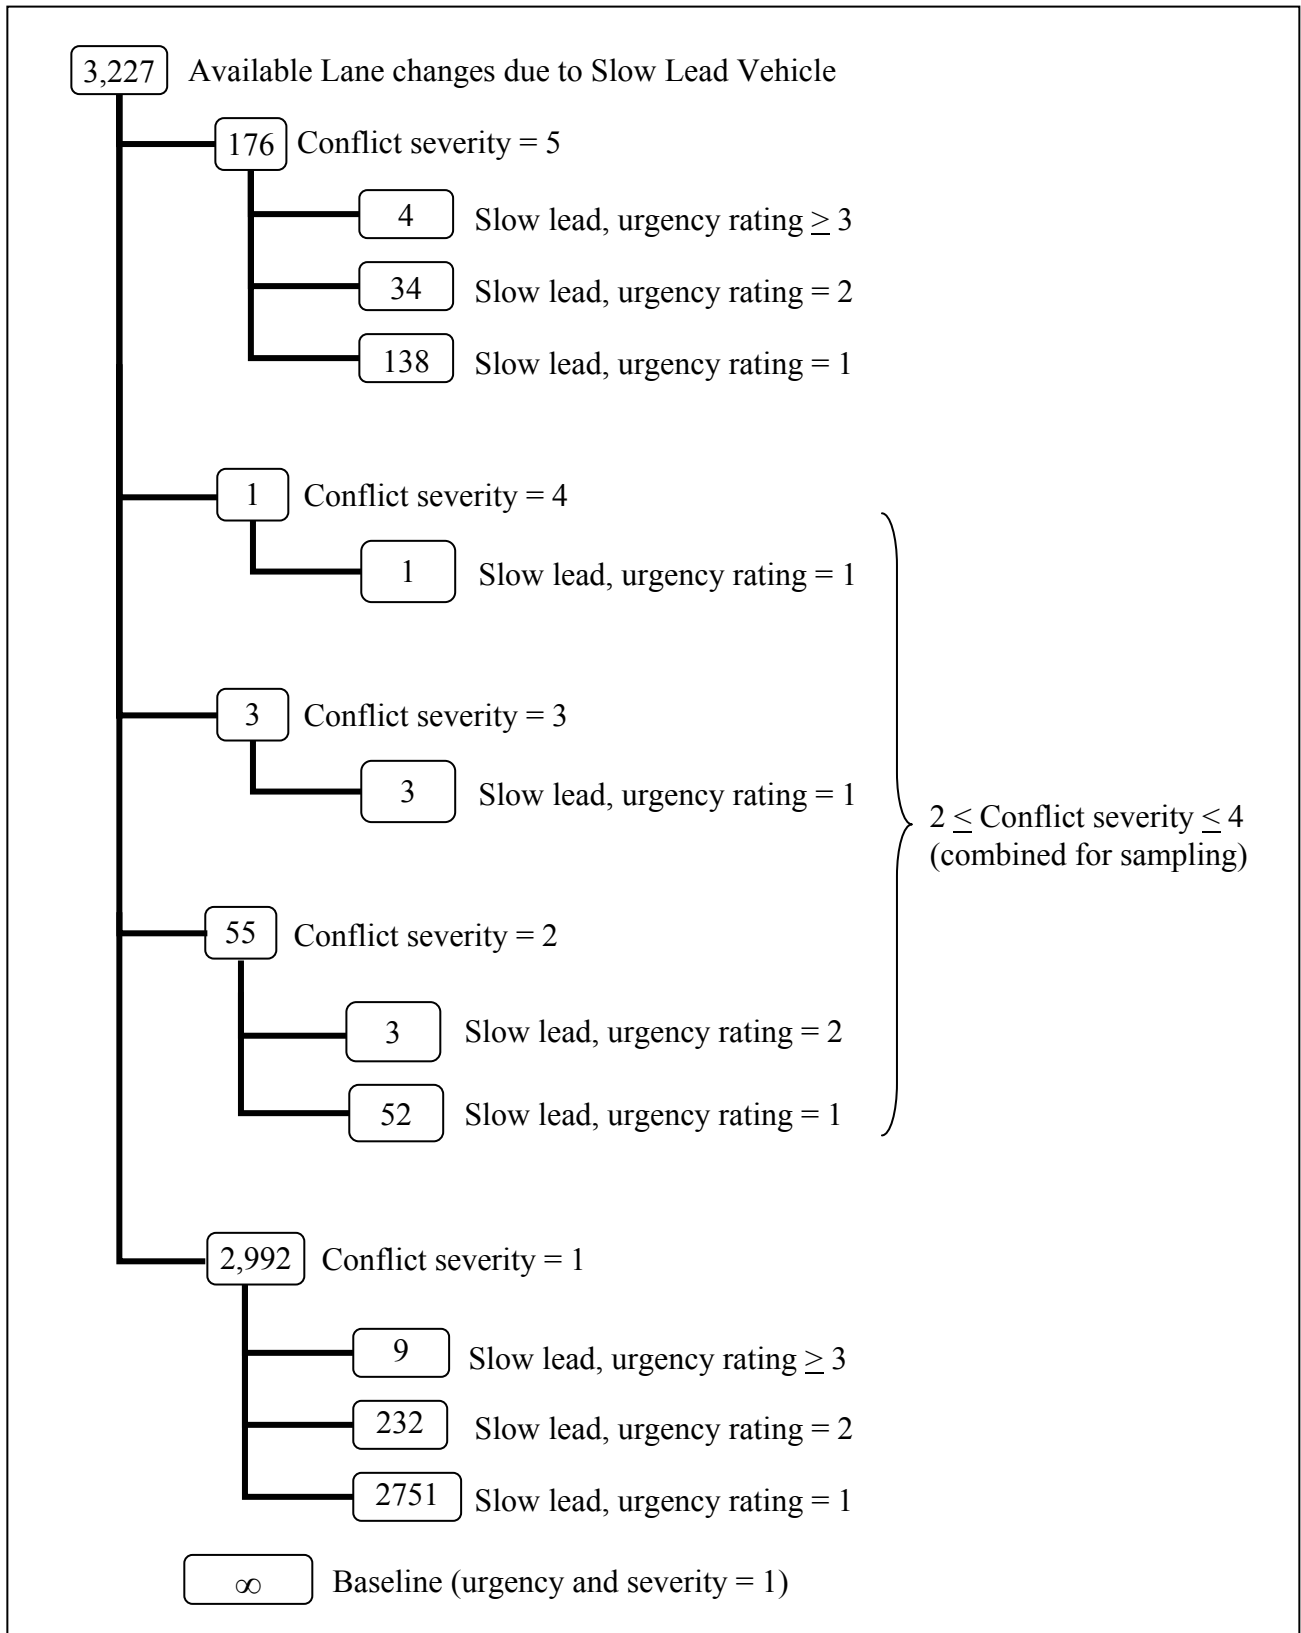 3,227 Available Lane changes due to Slow Lead Vehicle
176 Conflict severity = 5
4 Slow lead, urgency rating ≥ 3
34 Slow lead, urgency rating = 2
138 Slow lead, urgency rating = 1
1 Conflict severity = 4
1 Slow lead, urgency rating = 1
3 Conflict severity = 3
3 Slow lead, urgency rating = 1
2 ≤ Conflict severity ≤ 4
(combined for sampling)
55 Conflict severity = 2
3 Slow lead, urgency rating = 2
52 Slow lead, urgency rating = 1
2,992 Conflict severity = 1
9 Slow lead, urgency rating ≥ 3
232 Slow lead, urgency rating = 2
2751 Slow lead, urgency rating = 1
∞ Baseline (urgency and severity = 1)